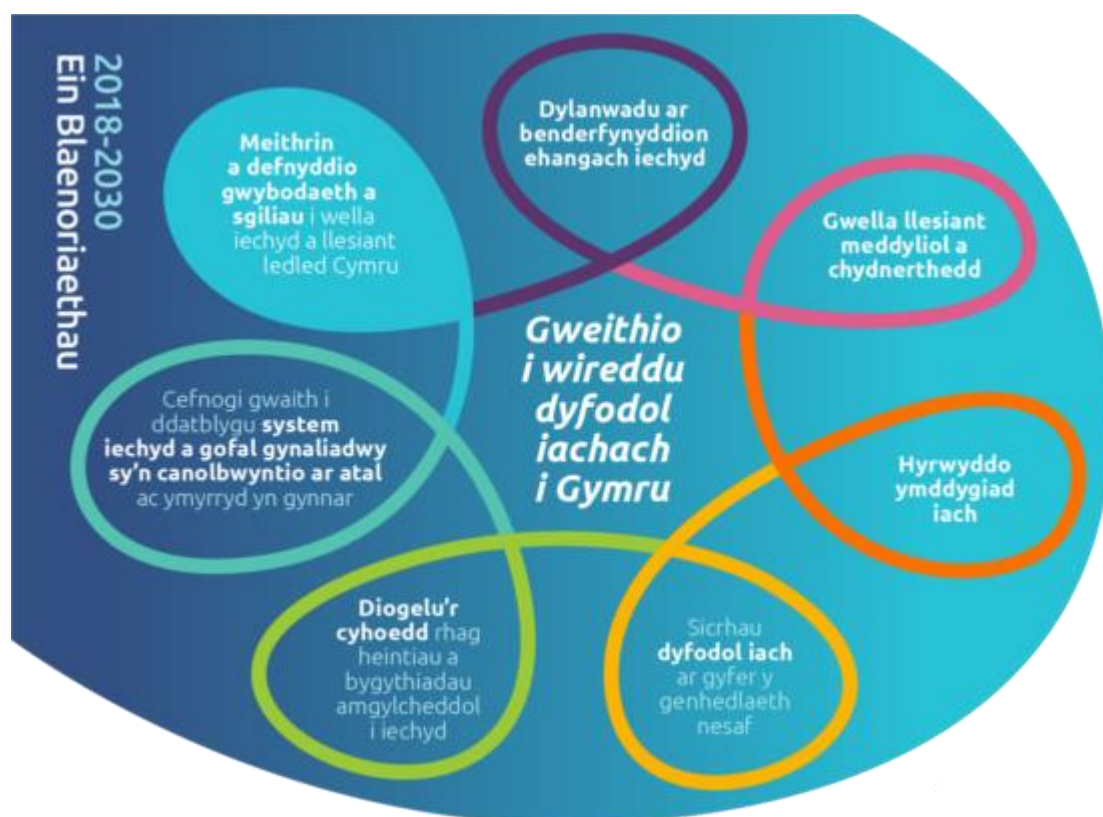 2018-2030
Ein Blaenoriaethau
Meithrin
a defnyddio
gwybodaeth a
sgiliau i wella
iechyd a llesiant
ledled Cymru
Dylanwadu ar
benderfynyddion
ehangach iechyd
Gwella llesiant
meddyliol a
chydnerthedd
Hyrwyddo
ymddygiad
iach
Sicrhau
dyfodol iach
ar gyfer y
genhedlaeth
nesaf
Diogelu'r
cyhoedd rhag
heintiau a
bygythiadau
amgylcheddol
i iechyd
Cefnogi gwaith i
ddatblygu system
iechyd a gofal gynaliadwy
sy'n canolbwyntio ar atal
ac ymyrryd yn gynnar
Gweithio
i wireddu
dyfodol
iachach
i Gymru